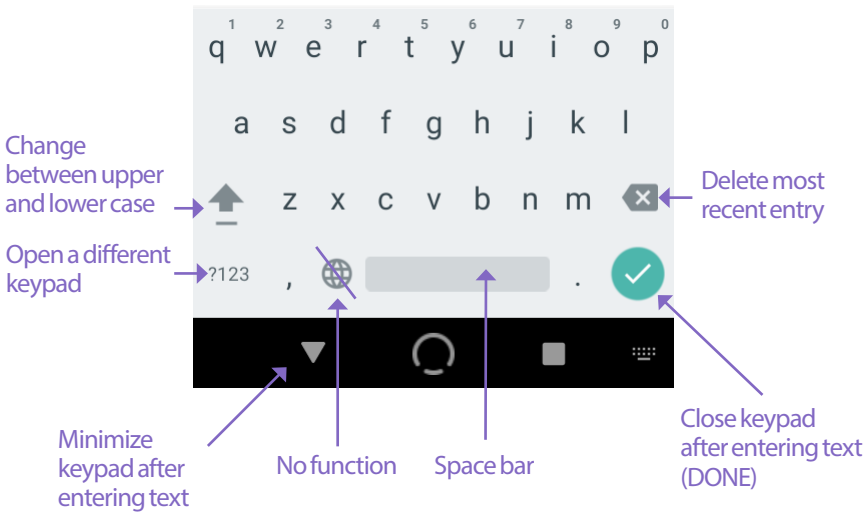 1 2 3 4 5 6 7 8 9 0
q w e r t y u i o p
a s d f g h j k l
Change
between upper
and lower case
z x c v b n m
Delete most
recent entry
Open a different
keypad
?123 , .
Minimize
keypad after
entering text
No function
Space bar
Close keypad
after entering text
(DONE)